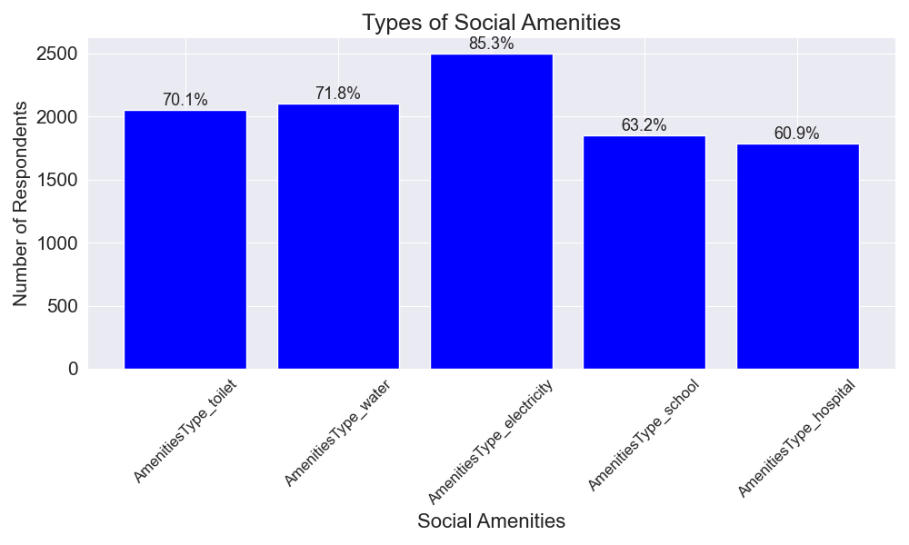 Types of Social Amenities
Number of Respondents
2500
2000
1500
1000
500
0
70.1%
71.8%
85.3%
63.2%
60.9%
AmenitiesType_toilet
AmenitiesType_water
AmenitiesType_electricity
AmenitiesType_school
AmenitiesType_hospital
Social Amenities